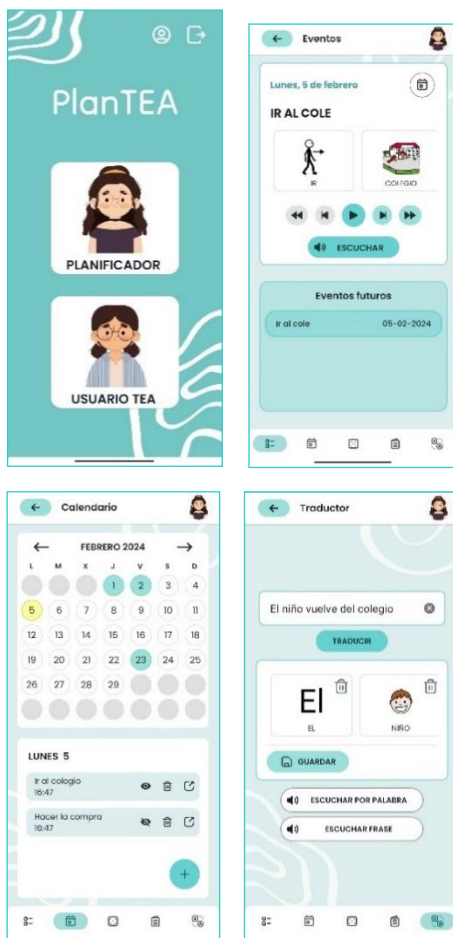 PlanTEA
PLANIFICADOR
USUARIO TEA
Eventos
Lunes, 5 de febrero
IR AL COLE
IR COLEGIO
ESCUCHAR
Eventos futuros
Ir al cole 05-02-2024
Calendario
FEBRERO 2024
L M X J V S D
1 2 3 4
5 6 7 8 9 10 11
12 13 14 15 16 17 18
19 20 21 22 23 24 25
26 27 28 29
LUNES 5
Ir al colegio
16:47
Hacer la compra
16:47
Traductor
El niño vuelve del colegio
TRADUCIR
El
EL NIÑO
GUARDAR
ESCUCHAR POR PALABRA
ESCUCHAR FRASE